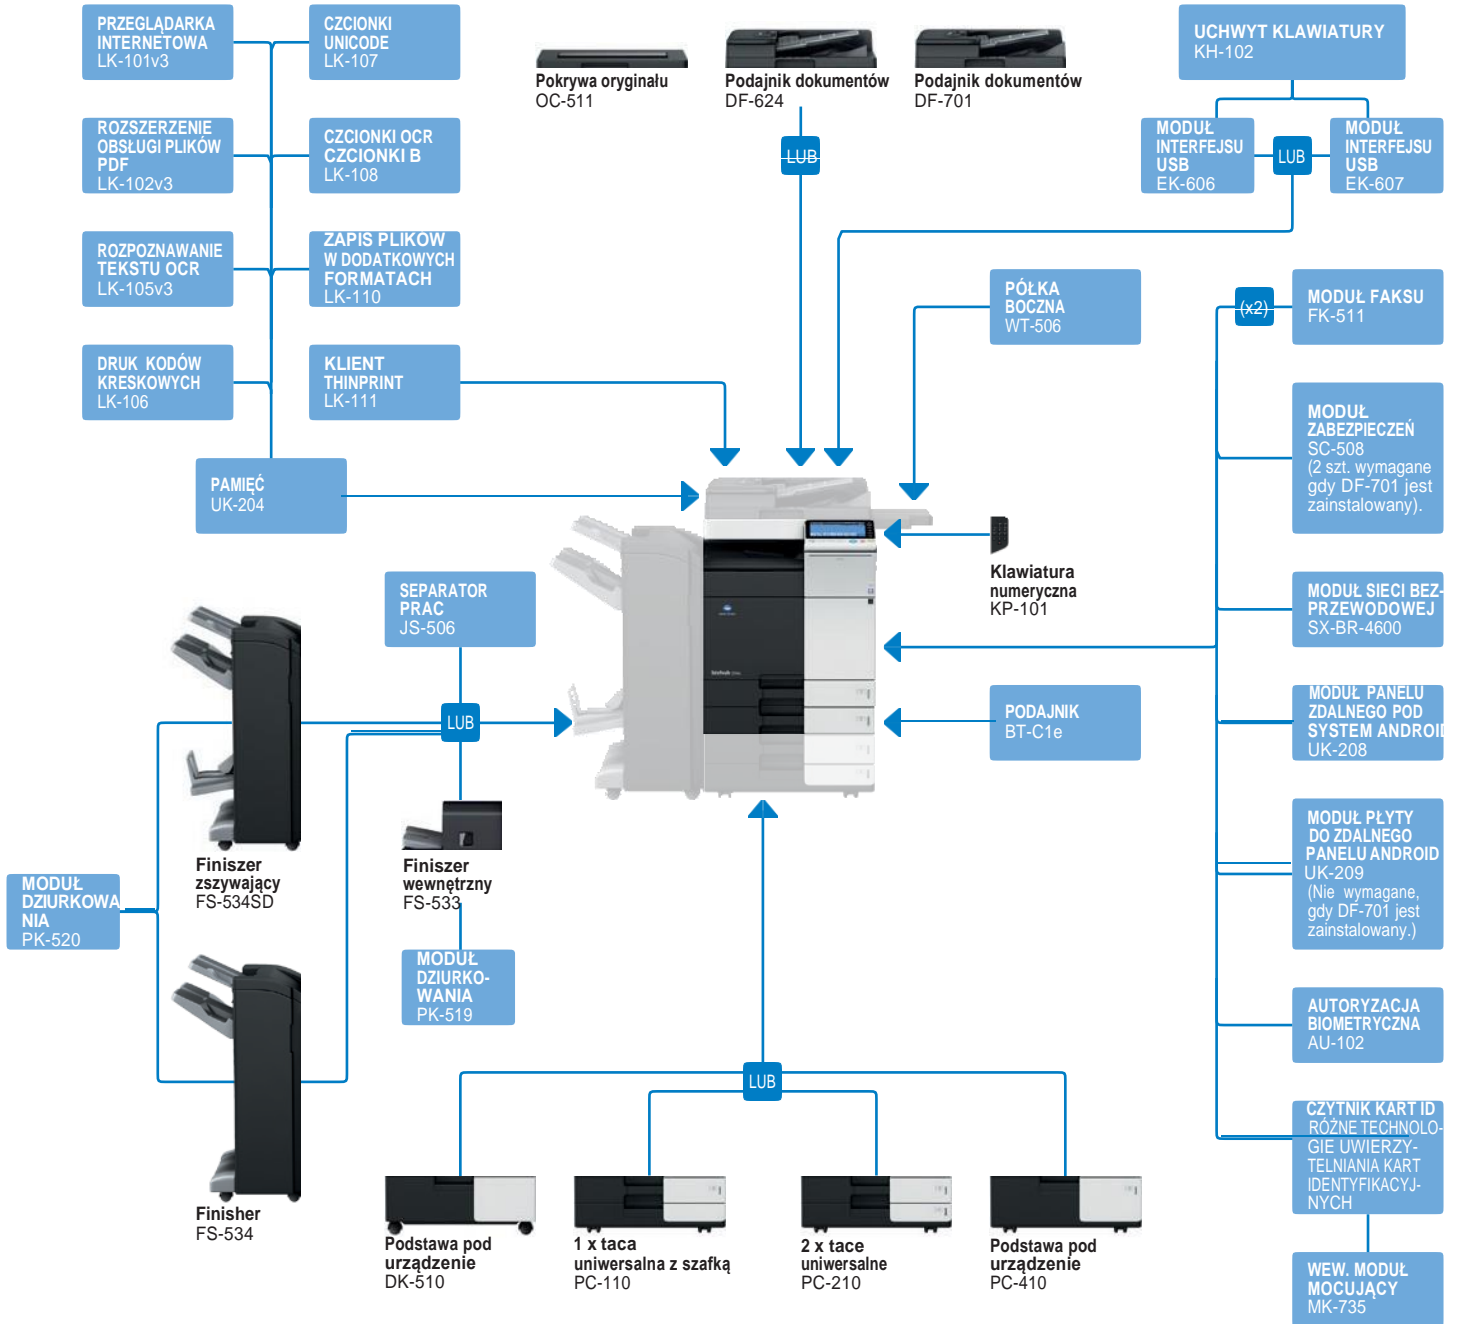 PRZEGLĄDARKA
INTERNETOWA
LK-101v3
CZCIONKI
UNICODE
LK-107
Pokrywa oryginału
OC-511
Podajnik dokumentów
DF-624
Podajnik dokumentów
DF-701
UCHWYT KLAWIATURY
KH-102
ROZSZERZENIE
OBSŁUGI PLIKÓW
PDF
LK-102v3
CZCIONKI OCR
CZCIONKI B
LK-108
LUB
MODUŁ
INTERFEJSU
USB
EK-606
LUB
MODUŁ
INTERFEJSU
USB
EK-607
ROZPOZNAWANIE
TEKSTU OCR
LK-105v3
ZAPIS PLIKÓW
W DODATKOWYCH
FORMATACH
LK-110
PÓŁKA
BOCZNA
WT-506
(x2)
MODUŁ FAKSU
FK-511
DRUK KODÓW
KRESKOWYCH
LK-106
KLIENT
THINPRINT
LK-111
MODUŁ
ZABEZPIECZEŃ
SC-508
(2 szt. wymagane
gdy DF-701 jest
zainstalowany).
PAMIĘĆ
UK-204
Klawiatura
numeryczna
KP-101
SEPARATOR
PRAC
JS-506
MODUŁ SIECI BEZ-
PRZEWODOWEJ
SX-BR-4600
LUB
PODAJNIK
BT-C1e
MODUŁ PANELU
ZDALNEGO POD
SYSTEM ANDROID
UK-208
Finiszer
zszywający
FS-534SD
Finiszer
wewnętrzny
FS-533
MODUŁ PŁYTY
DO ZDALNEGO
PANELU ANDROID
UK-209
(Nie wymagane,
gdy DF-701 jest
zainstalowany.)
MODUŁ
DZIURKOWA
NIA
PK-520
MODUŁ
DZIURKO-
WANIA
PK-519
AUTORYZACJA
BIOMETRYCZNA
AU-102
LUB
CZYTNIK KART ID
RÓŻNE TECHNOLO-
GIE UWIERZY-
TELNIANIA KART
IDENTYFIKACYJ-
NYCH
Finisher
FS-534
Podstawa pod
urządzenie
DK-510
1 x taca
uniwersalna z szafką
PC-110
2 x tace
uniwersalne
PC-210
Podstawa pod
urządzenie
PC-410
WEW. MODUŁ
MOCUJĄCY
MK-735